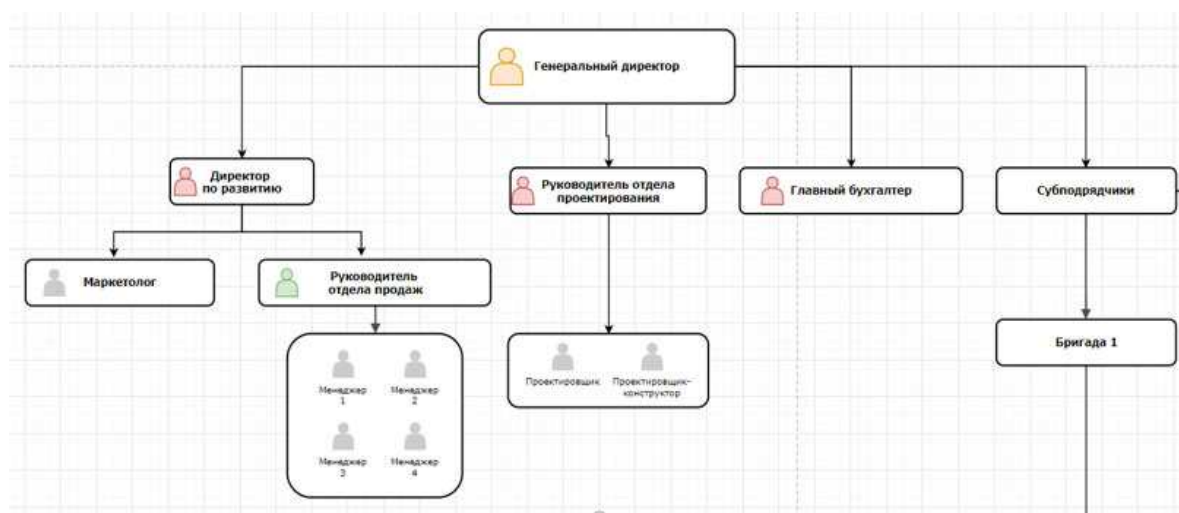 Генеральный директор
Директор
по развитию
Руководитель отдела
проектирования
Главный бухгалтер
Субподрядчики
Маркетолог
Руководитель
отдела продаж
Бригада 1
Менеджер
1
Менеджер
2
Менеджер
3
Менеджер
4
Проектировщик
Проектировщик-
конструктор